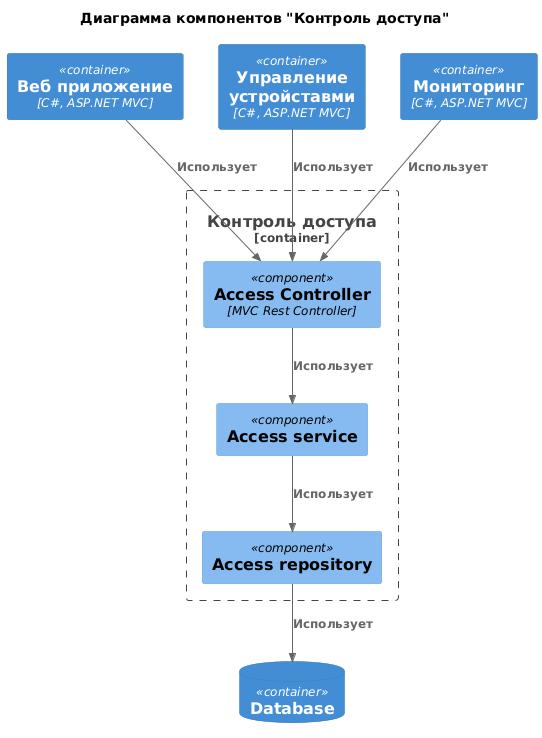 Диаграмма компонентов "Контроль доступа"
«container»
Веб приложение
[C#, ASP.NET MVC]
«container»
Управление
устройставми
[C#, ASP.NET MVC]
«container»
Мониторинг
[C#, ASP.NET MVC]
Использует
Использует
Использует
Контроль доступа
[container]
«component»
Access Controller
[MVC Rest Controller]
Использует
«component»
Access service
Использует
«component»
Access repository
Использует
«container»
Database